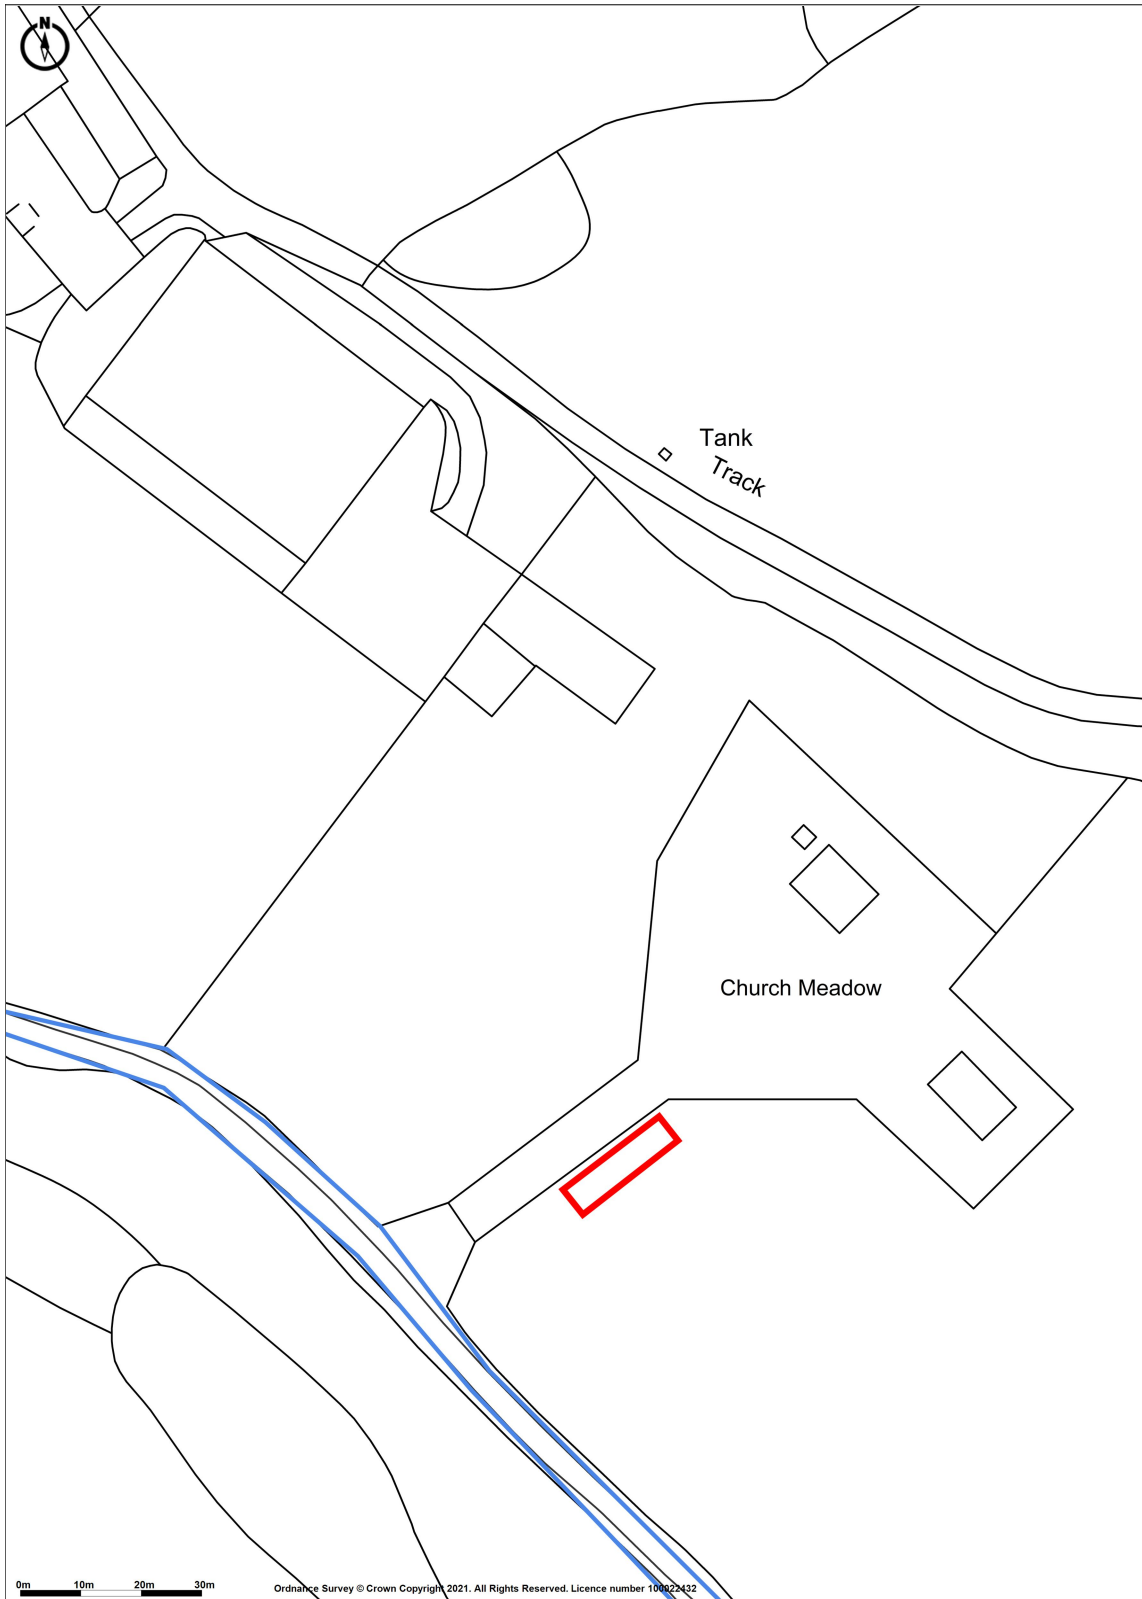 N
Tank
Track
Church Meadow
0m 10m 20m 30m
Ordnance Survey © Crown Copyright 2021. All Rights Reserved. Licence number 100022432